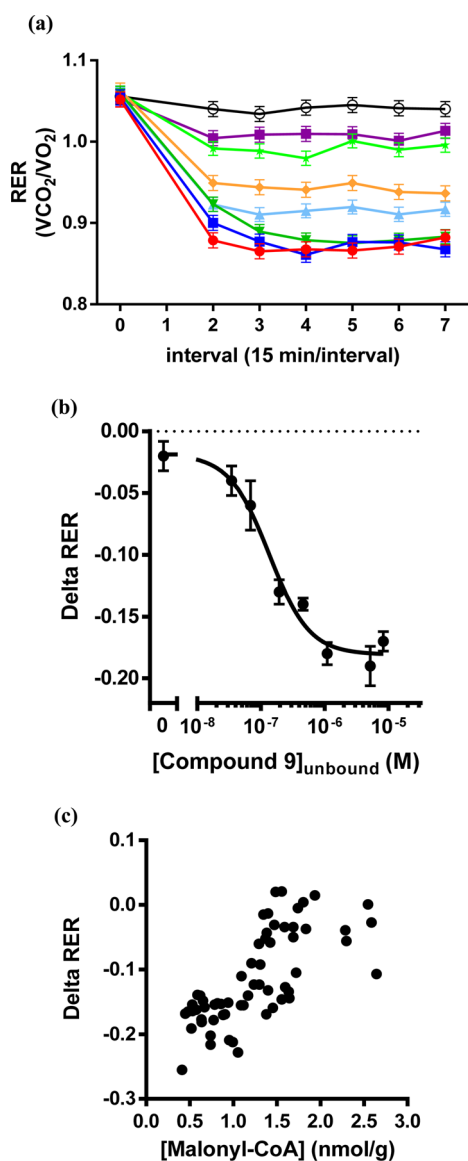 (a)
RER
(VCO₂/VO₂)
1.1
1.0
0.9
0.8
0 1 2 3 4 5 6 7
interval (15 min/interval)
(b)
Delta RER
0.00
-0.05
-0.10
-0.15
-0.20
0 10⁻⁸ 10⁻⁷ 10⁻⁶ 10⁻⁵
[Compound 9]unbound (M)
(c)
Delta RER
0.1
0.0
-0.1
-0.2
-0.3
0.0 0.5 1.0 1.5 2.0 2.5 3.0
[Malonyl-CoA] (nmol/g)